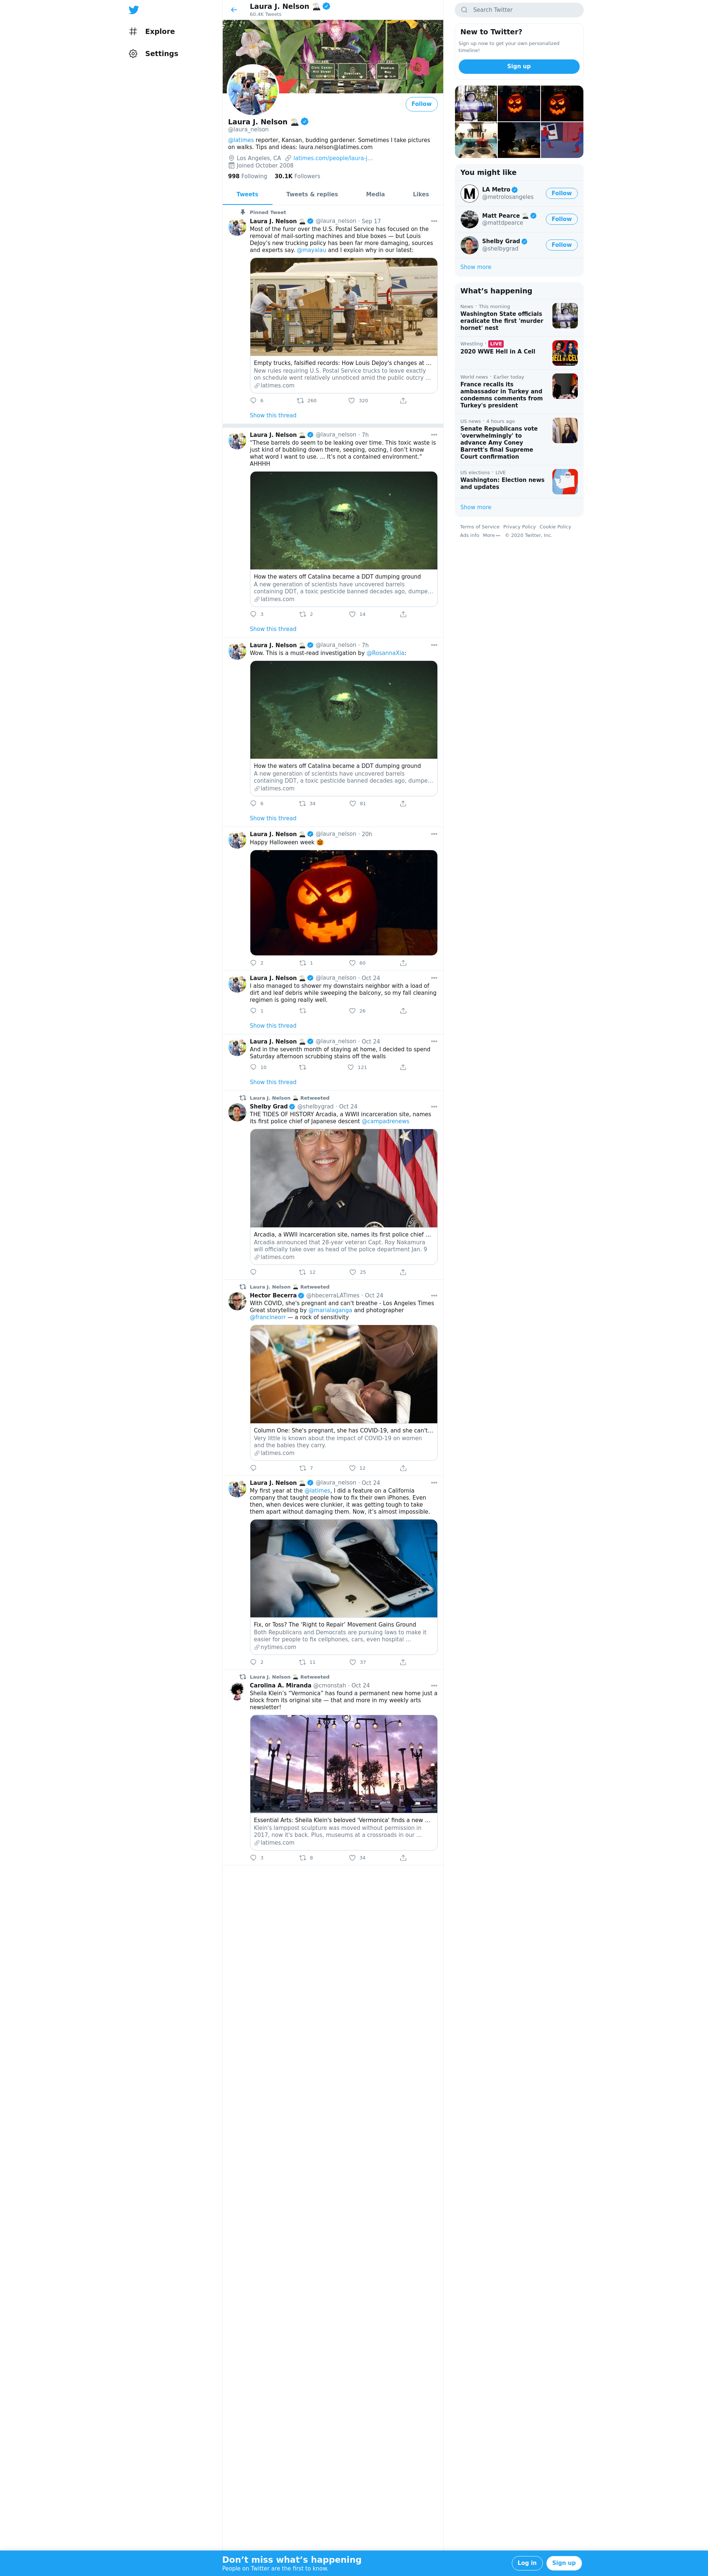 Explore
Settings
Laura J. Nelson
60.4K Tweets
Follow
Laura J. Nelson
@laura_nelson
@latimes reporter, Kansan, budding gardener. Sometimes I take pictures
on walks. Tips and ideas: laura.nelson@latimes.com
Los Angeles, CA latimes.com/people/laura-j…
Joined October 2008
998 Following 30.1K Followers
Tweets Tweets & replies Media Likes
Pinned Tweet
Laura J. Nelson @laura_nelson · Sep 17
Most of the furor over the U.S. Postal Service has focused on the
removal of mail-sorting machines and blue boxes — but Louis
DeJoy's new trucking policy has been far more damaging, sources
and experts say. @mayalau and I explain why in our latest:
Empty trucks, falsified records: How Louis DeJoy's changes at …
New rules requiring U.S. Postal Service trucks to leave exactly
on schedule went relatively unnoticed amid the public outcry …
latimes.com
6 260 320
Show this thread
Laura J. Nelson @laura_nelson · 7h
"These barrels do seem to be leaking over time. This toxic waste is
just kind of bubbling down there, seeping, oozing, I don't know
what word I want to use. ... It's not a contained environment."
AHHHH
How the waters off Catalina became a DDT dumping ground
A new generation of scientists have uncovered barrels
containing DDT, a toxic pesticide banned decades ago, dumpe…
latimes.com
3 2 14
Show this thread
Laura J. Nelson @laura_nelson · 7h
Wow. This is a must-read investigation by @RosannaXia:
How the waters off Catalina became a DDT dumping ground
A new generation of scientists have uncovered barrels
containing DDT, a toxic pesticide banned decades ago, dumpe…
latimes.com
6 34 91
Show this thread
Laura J. Nelson @laura_nelson · 20h
Happy Halloween week 🎃
2 1 60
Laura J. Nelson @laura_nelson · Oct 24
I also managed to shower my downstairs neighbor with a load of
dirt and leaf debris while sweeping the balcony, so my fall cleaning
regimen is going really well.
1 26
Show this thread
Laura J. Nelson @laura_nelson · Oct 24
And in the seventh month of staying at home, I decided to spend
Saturday afternoon scrubbing stains off the walls
10 121
Show this thread
Laura J. Nelson Retweeted
Shelby Grad @shelbygrad · Oct 24
THE TIDES OF HISTORY Arcadia, a WWII incarceration site, names
its first police chief of Japanese descent @campadrenews
Arcadia, a WWII incarceration site, names its first police chief …
Arcadia announced that 28-year veteran Capt. Roy Nakamura
will officially take over as head of the police department Jan. 9
latimes.com
12 25
Laura J. Nelson Retweeted
Hector Becerra @hbecerraLATimes · Oct 24
With COVID, she's pregnant and can't breathe - Los Angeles Times
Great storytelling by @marialaganga and photographer
@francineorr — a rock of sensitivity
Column One: She's pregnant, she has COVID-19, and she can't…
Very little is known about the impact of COVID-19 on women
and the babies they carry.
latimes.com
7 12
Laura J. Nelson @laura_nelson · Oct 24
My first year at the @latimes, I did a feature on a California
company that taught people how to fix their own iPhones. Even
then, when devices were clunkier, it was getting tough to take
them apart without damaging them. Now, it's almost impossible.
Fix, or Toss? The 'Right to Repair' Movement Gains Ground
Both Republicans and Democrats are pursuing laws to make it
easier for people to fix cellphones, cars, even hospital …
nytimes.com
2 11 37
Laura J. Nelson Retweeted
Carolina A. Miranda @cmonstah · Oct 24
Sheila Klein's "Vermonica" has found a permanent new home just a
block from its original site — that and more in my weekly arts
newsletter!
Essential Arts: Sheila Klein's beloved 'Vermonica' finds a new …
Klein's lamppost sculpture was moved without permission in
2017, now it's back. Plus, museums at a crossroads in our …
latimes.com
3 8 34
Search Twitter
New to Twitter?
Sign up now to get your own personalized
timeline!
Sign up
You might like
LA Metro
@metrolosangeles
Follow
Matt Pearce
@mattdpearce
Follow
Shelby Grad
@shelbygrad
Follow
Show more
What's happening
News · This morning
Washington State officials
eradicate the first 'murder
hornet' nest
Wrestling · LIVE
2020 WWE Hell in A Cell
World news · Earlier today
France recalls its
ambassador in Turkey and
condemns comments from
Turkey's president
US news · 4 hours ago
Senate Republicans vote
'overwhelmingly' to
advance Amy Coney
Barrett's final Supreme
Court confirmation
US elections · LIVE
Washington: Election news
and updates
Show more
Terms of Service Privacy Policy Cookie Policy
Ads info More © 2020 Twitter, Inc.
Don't miss what's happening
People on Twitter are the first to know.
Log in
Sign up